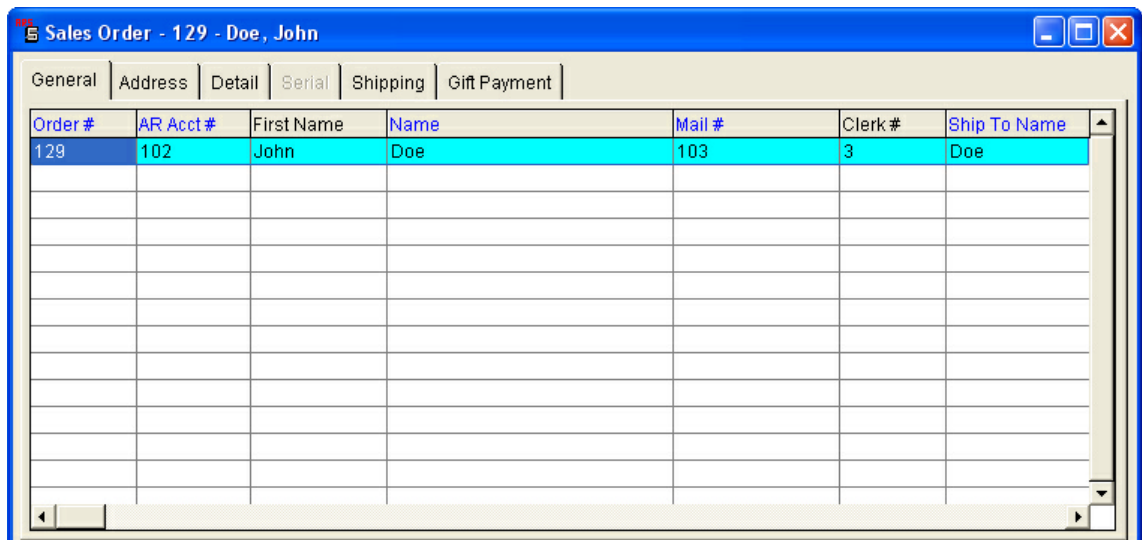 Sales Order - 129 - Doe, John
General Address Detail Serial Shipping Gift Payment
Order # AR Acct # First Name Name Mail # Clerk # Ship To Name
129 102 John Doe 103 3 Doe